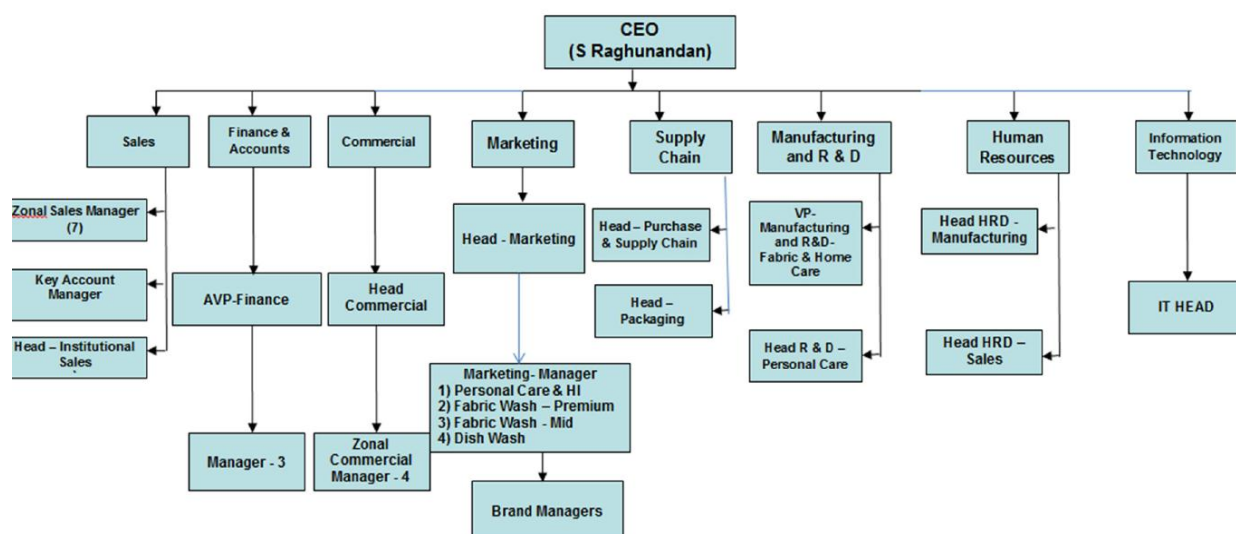 CEO
(S Raghunandan)
Sales
Finance &
Accounts
Commercial
Marketing
Supply
Chain
Manufacturing
and R & D
Human
Resources
Information
Technology
Zonal Sales Manager
(7)
Key Account
Manager
Head – Institutional
Sales
AVP-Finance
Manager - 3
Head
Commercial
Zonal
Commercial
Manager - 4
Head - Marketing
Marketing- Manager
1) Personal Care & HI
2) Fabric Wash – Premium
3) Fabric Wash - Mid
4) Dish Wash
Brand Managers
Head – Purchase
& Supply Chain
Head –
Packaging
VP-
Manufacturing
and R&D-
Fabric & Home
Care
Head R & D –
Personal Care
Head HRD -
Manufacturing
Head HRD –
Sales
IT HEAD